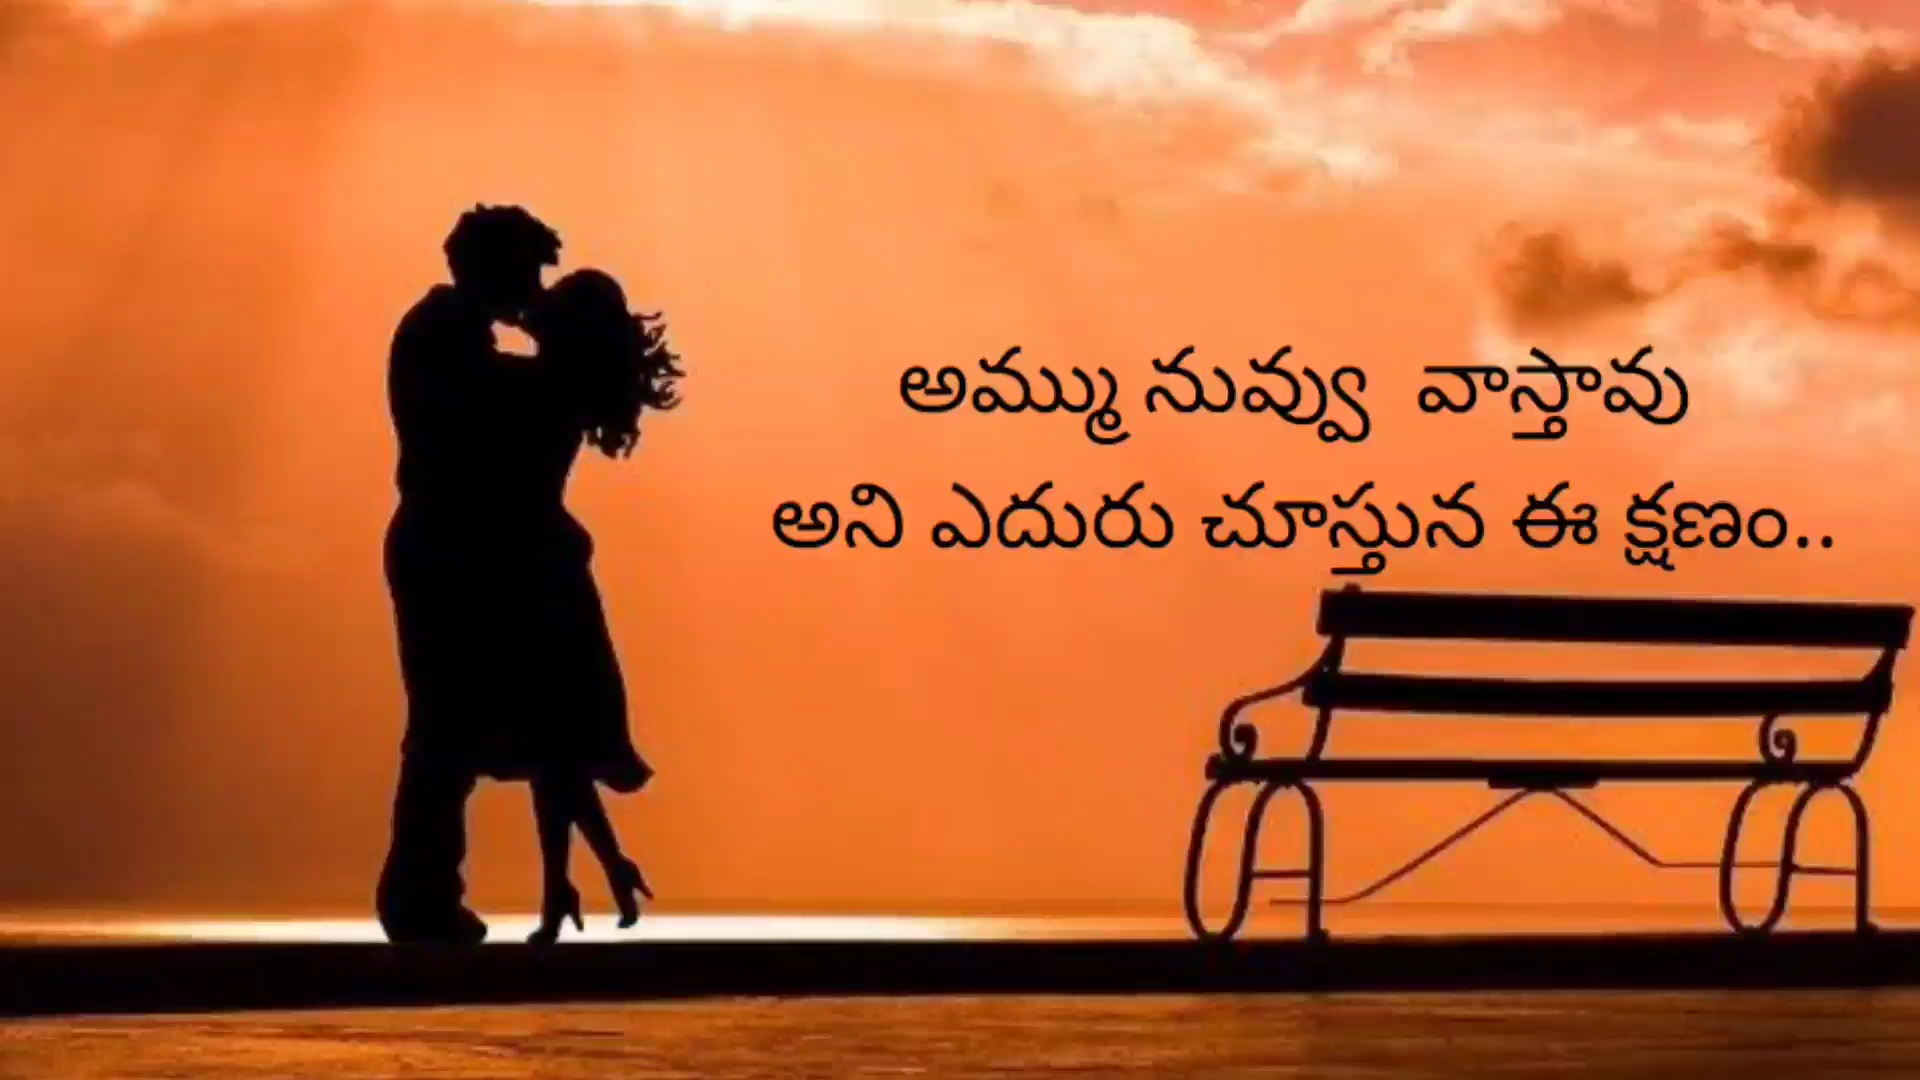 అమ్ము నువ్వు వాస్తావు
అని ఎదురు చూస్తున ఈ క్షణం..